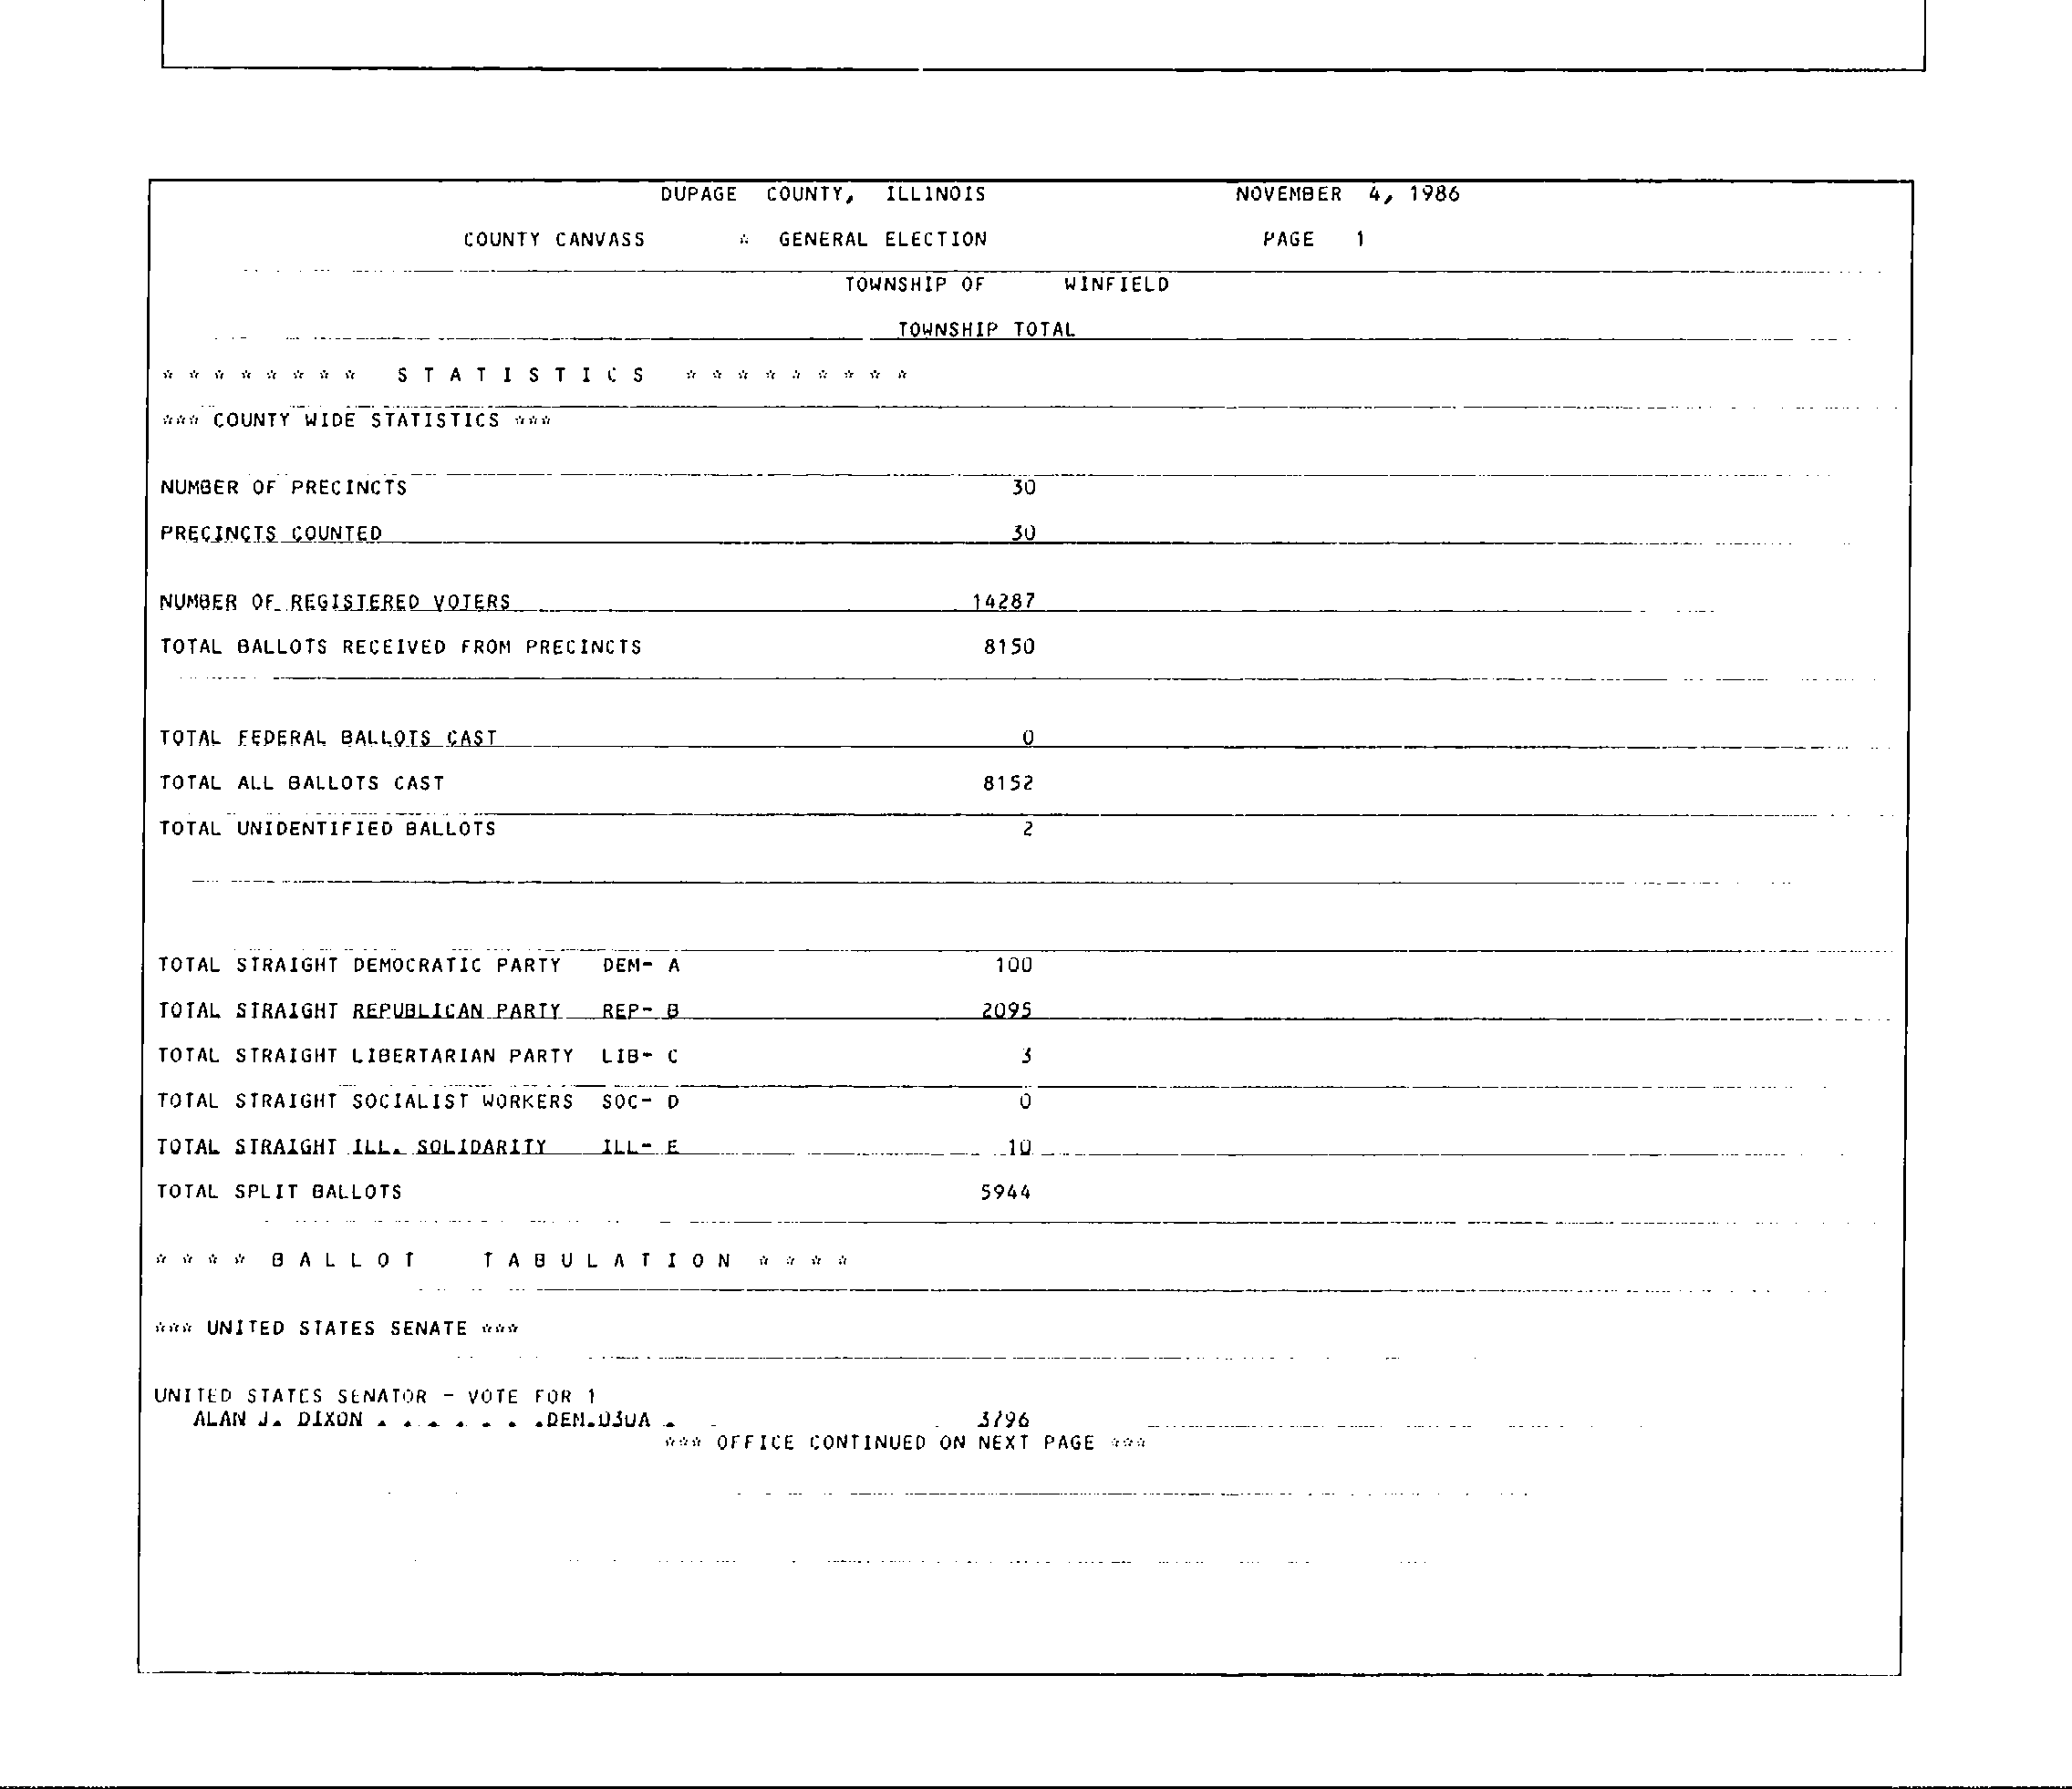 DUPAGE COUNTY, ILLINOIS NOVEMBER 4, 1986
COUNTY CANVASS * GENERAL ELECTION PAGE 1
TOWNSHIP OF WINFIELD
TOWNSHIP TOTAL
* * * * * * * * S T A T I S T I C S * * * * * * * * *
*** COUNTY WIDE STATISTICS ***
NUMBER OF PRECINCTS 30
PRECINCTS COUNTED 30
NUMBER OF REGISTERED VOTERS 14287
TOTAL BALLOTS RECEIVED FROM PRECINCTS 8150
TOTAL FEDERAL BALLOTS CAST 0
TOTAL ALL BALLOTS CAST 8152
TOTAL UNIDENTIFIED BALLOTS 2
TOTAL STRAIGHT DEMOCRATIC PARTY DEM- A 100
TOTAL STRAIGHT REPUBLICAN PARTY REP- B 2095
TOTAL STRAIGHT LIBERTARIAN PARTY LIB- C 3
TOTAL STRAIGHT SOCIALIST WORKERS SOC- D 0
TOTAL STRAIGHT ILL. SOLIDARITY ILL- E 10
TOTAL SPLIT BALLOTS 5944
* * * * B A L L O T T A B U L A T I O N * * * *
*** UNITED STATES SENATE ***
UNITED STATES SENATOR - VOTE FOR 1
ALAN J. DIXON . . . . . . .DEM.030A . 3796
*** OFFICE CONTINUED ON NEXT PAGE ***